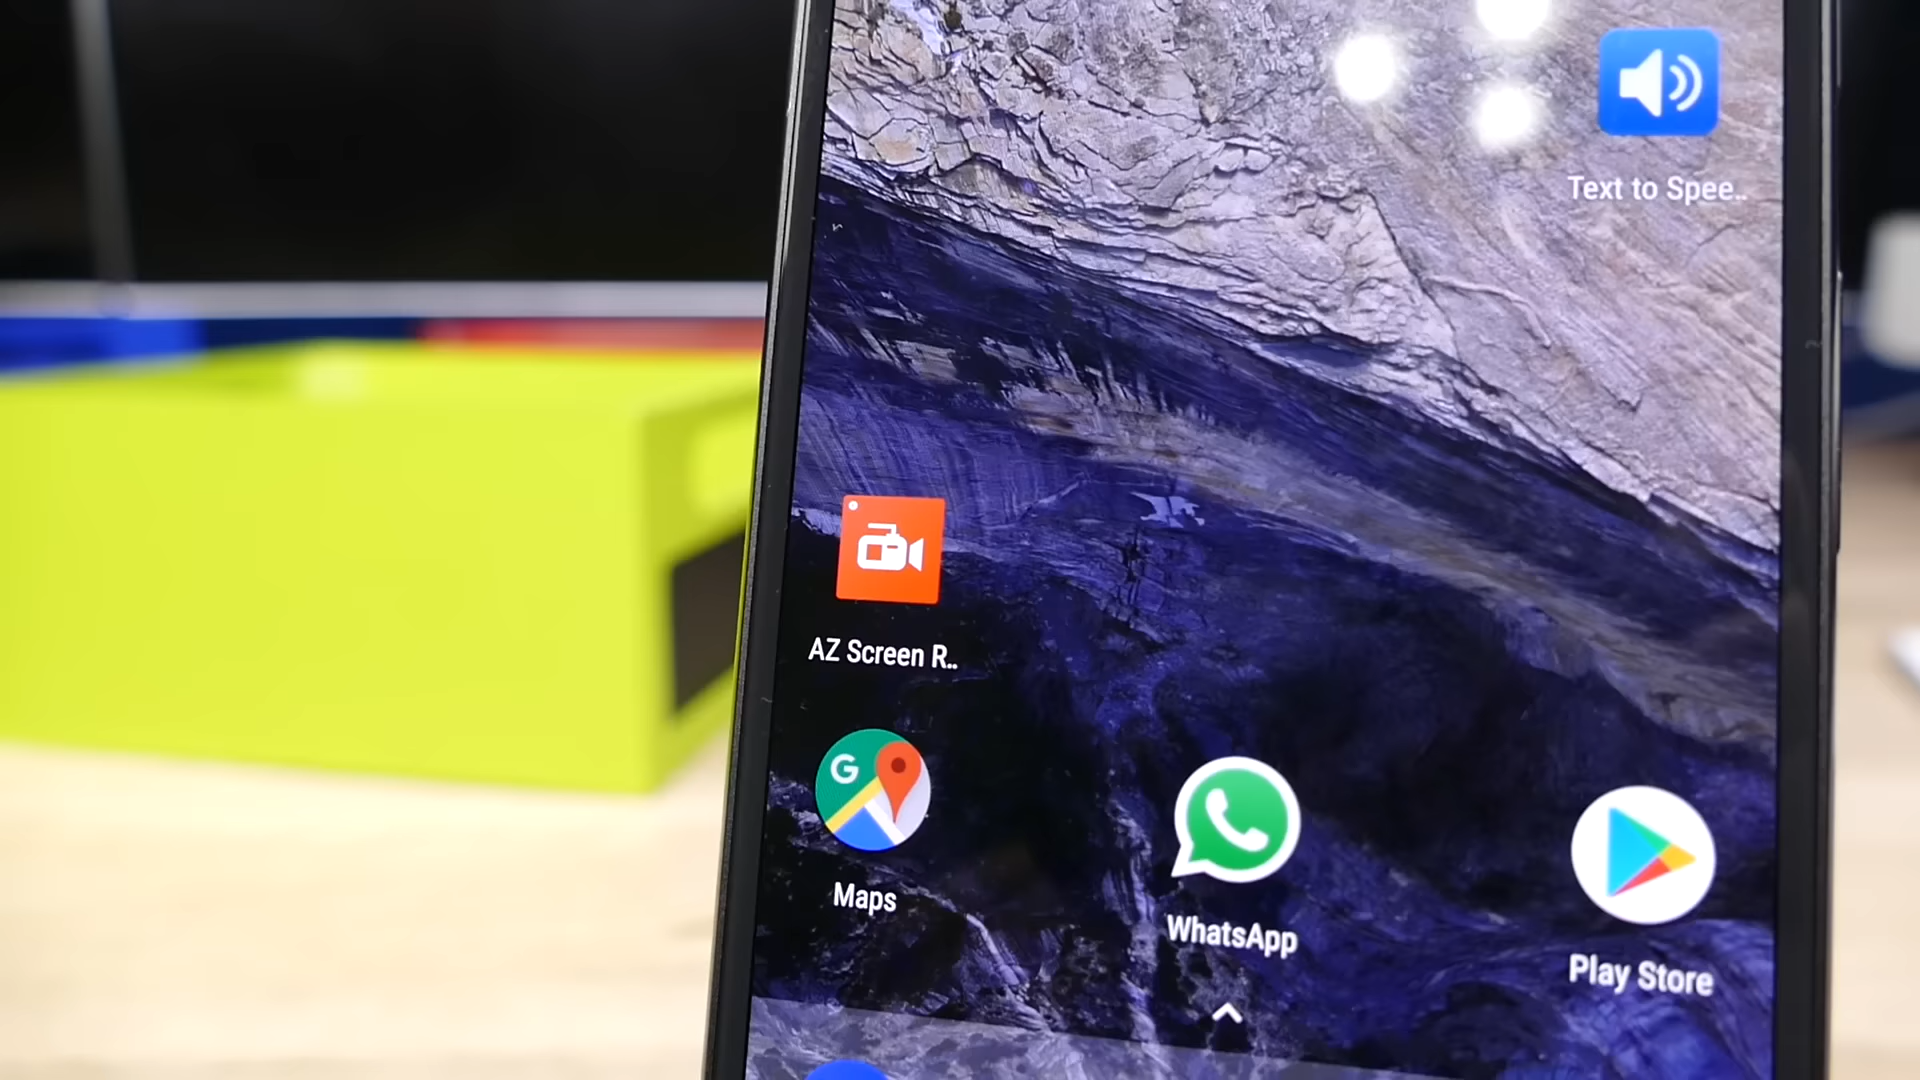 Text to Spee..
AZ Screen R..
G
Maps
WhatsApp
Play Store